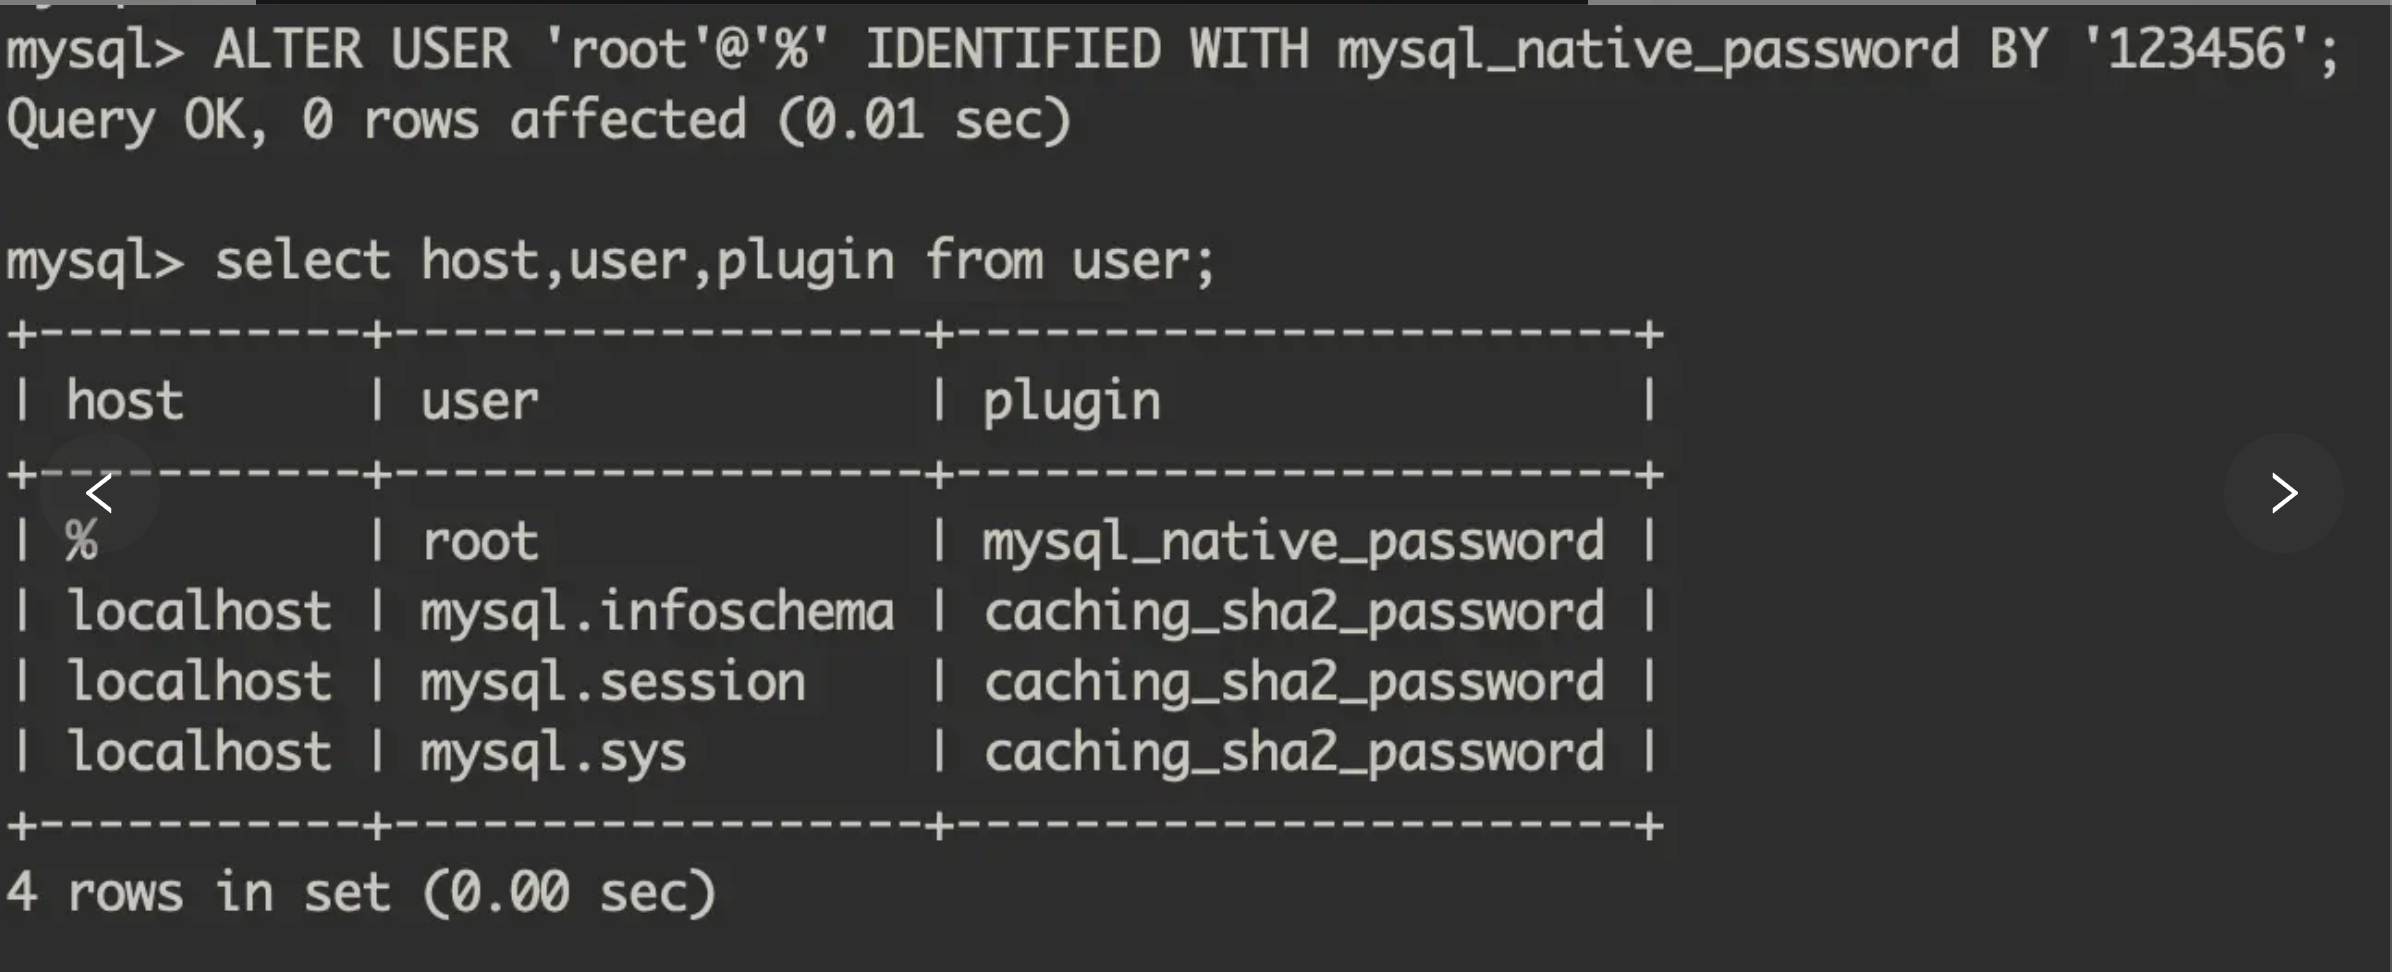 mysql> ALTER USER 'root'@'%' IDENTIFIED WITH mysql_native_password BY '123456';
Query OK, 0 rows affected (0.01 sec)
mysql> select host,user,plugin from user;
+-----------+------------------+-----------------------+
| host      | user             | plugin                |
+-----------+------------------+-----------------------+
| %         | root             | mysql_native_password |
| localhost | mysql.infoschema | caching_sha2_password |
| localhost | mysql.session    | caching_sha2_password |
| localhost | mysql.sys        | caching_sha2_password |
+-----------+------------------+-----------------------+
4 rows in set (0.00 sec)